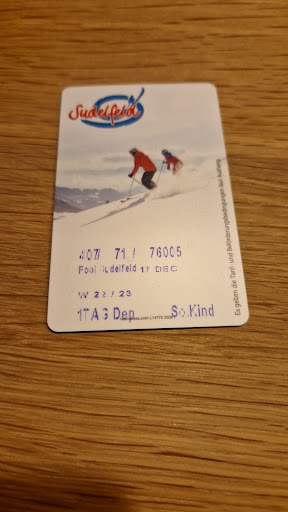 Sudelfeld
407/ 71 / 76005
Pool Sudelfeld 17 DEC
W 22 / 23
1TAG Dep. So.Kind
Es gelten die Tarif- und Beförderungsbedingungen laut Aushang.